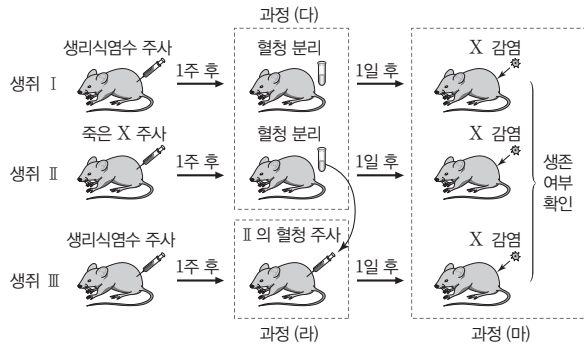 과정 (다)
생리식염수 주사
혈청 분리
X 감염
생쥐 Ⅰ
1주 후
1일 후
죽은 X 주사
혈청 분리
X 감염
생쥐 Ⅱ
1주 후
1일 후
생존
여부
확인
생리식염수 주사
Ⅱ의 혈청 주사
X 감염
생쥐 Ⅲ
1주 후
1일 후
과정 (라)
과정 (마)